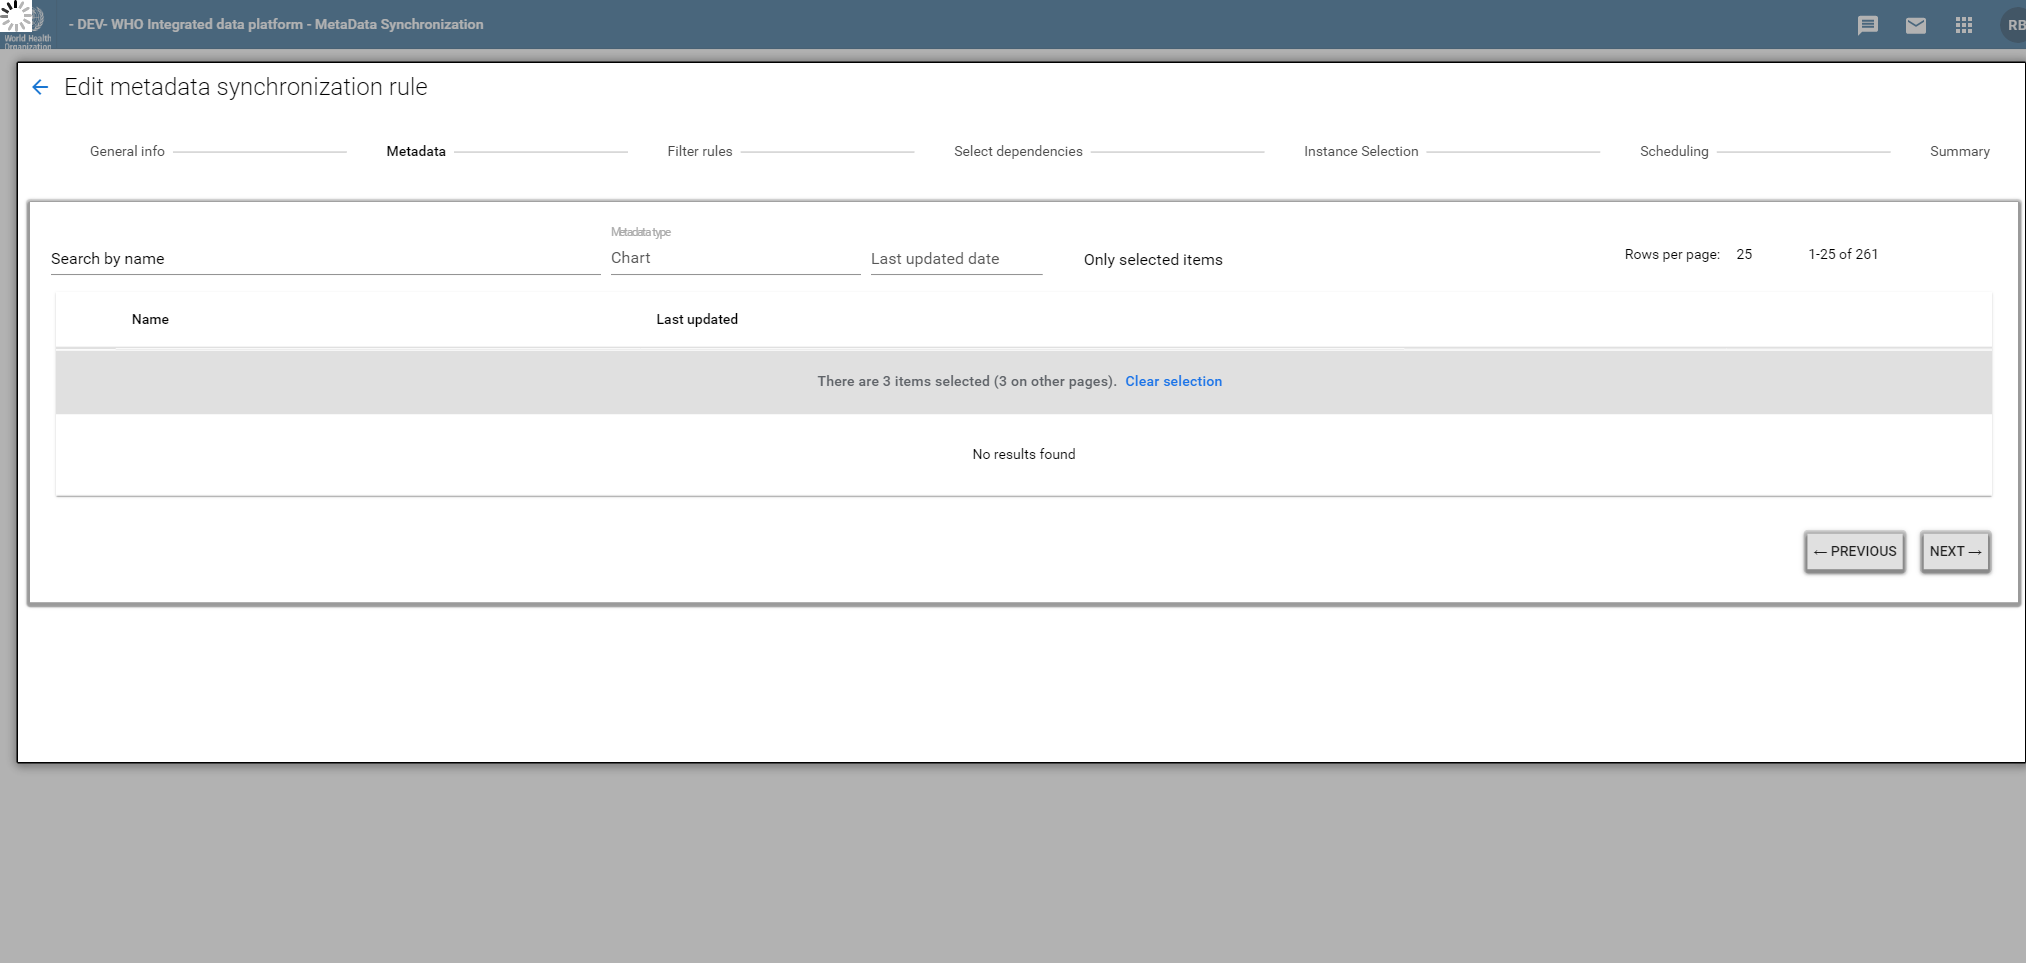 World Health
Organization
- DEV- WHO Integrated data platform - MetaData Synchronization
RB
Edit metadata synchronization rule
General info
Metadata
Filter rules
Select dependencies
Instance Selection
Scheduling
Summary
Search by name
Metadata type
Chart
Last updated date
Only selected items
Rows per page: 25
1-25 of 261
Name
Last updated
There are 3 items selected (3 on other pages). Clear selection
No results found
← PREVIOUS
NEXT →